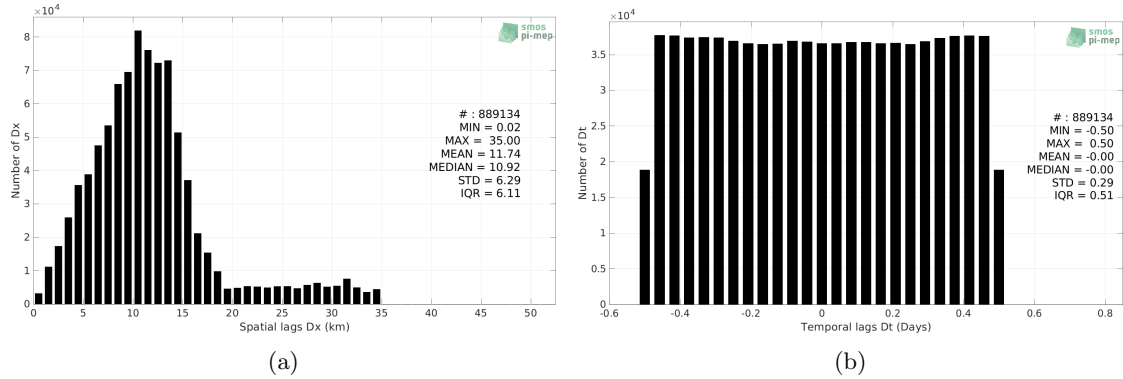 ×10⁴
8
7
6
5
4
3
2
1
0
Number of Dx
smos
pi-mep
# : 889134
MIN = 0.02
MAX = 35.00
MEAN = 11.74
MEDIAN = 10.92
STD = 6.29
IQR = 6.11
0 5 10 15 20 25 30 35 40 45 50
Spatial lags Dx (km)
(a)
×10⁴
3.5
3
2.5
2
1.5
1
0.5
0
Number of Dt
smos
pi-mep
# : 889134
MIN = -0.50
MAX = 0.50
MEAN = -0.00
MEDIAN = -0.00
STD = 0.29
IQR = 0.51
-0.6 -0.4 -0.2 0 0.2 0.4 0.6 0.8
Temporal lags Dt (Days)
(b)